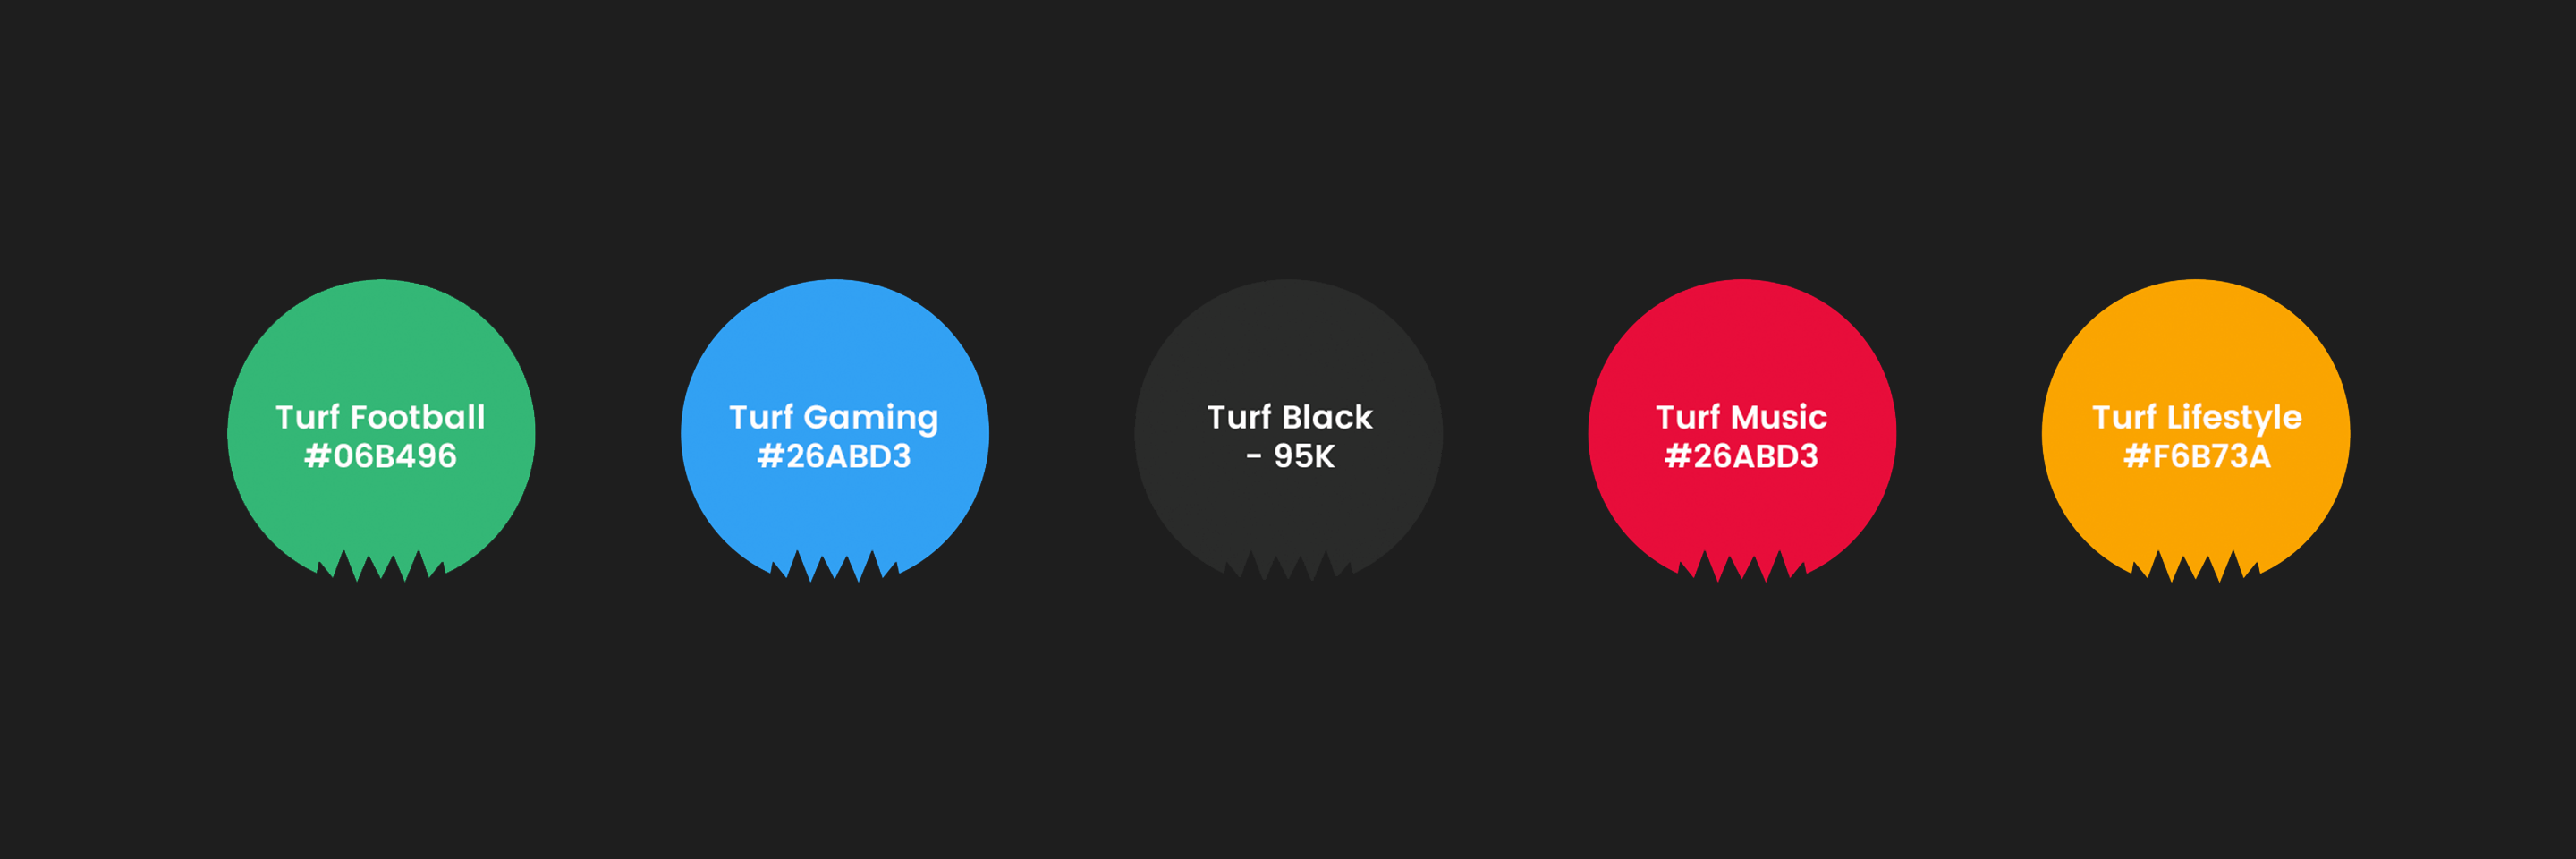 Turf Football
#06B496
Turf Gaming
#26ABD3
Turf Black
- 95K
Turf Music
#26ABD3
Turf Lifestyle
#F6B73A